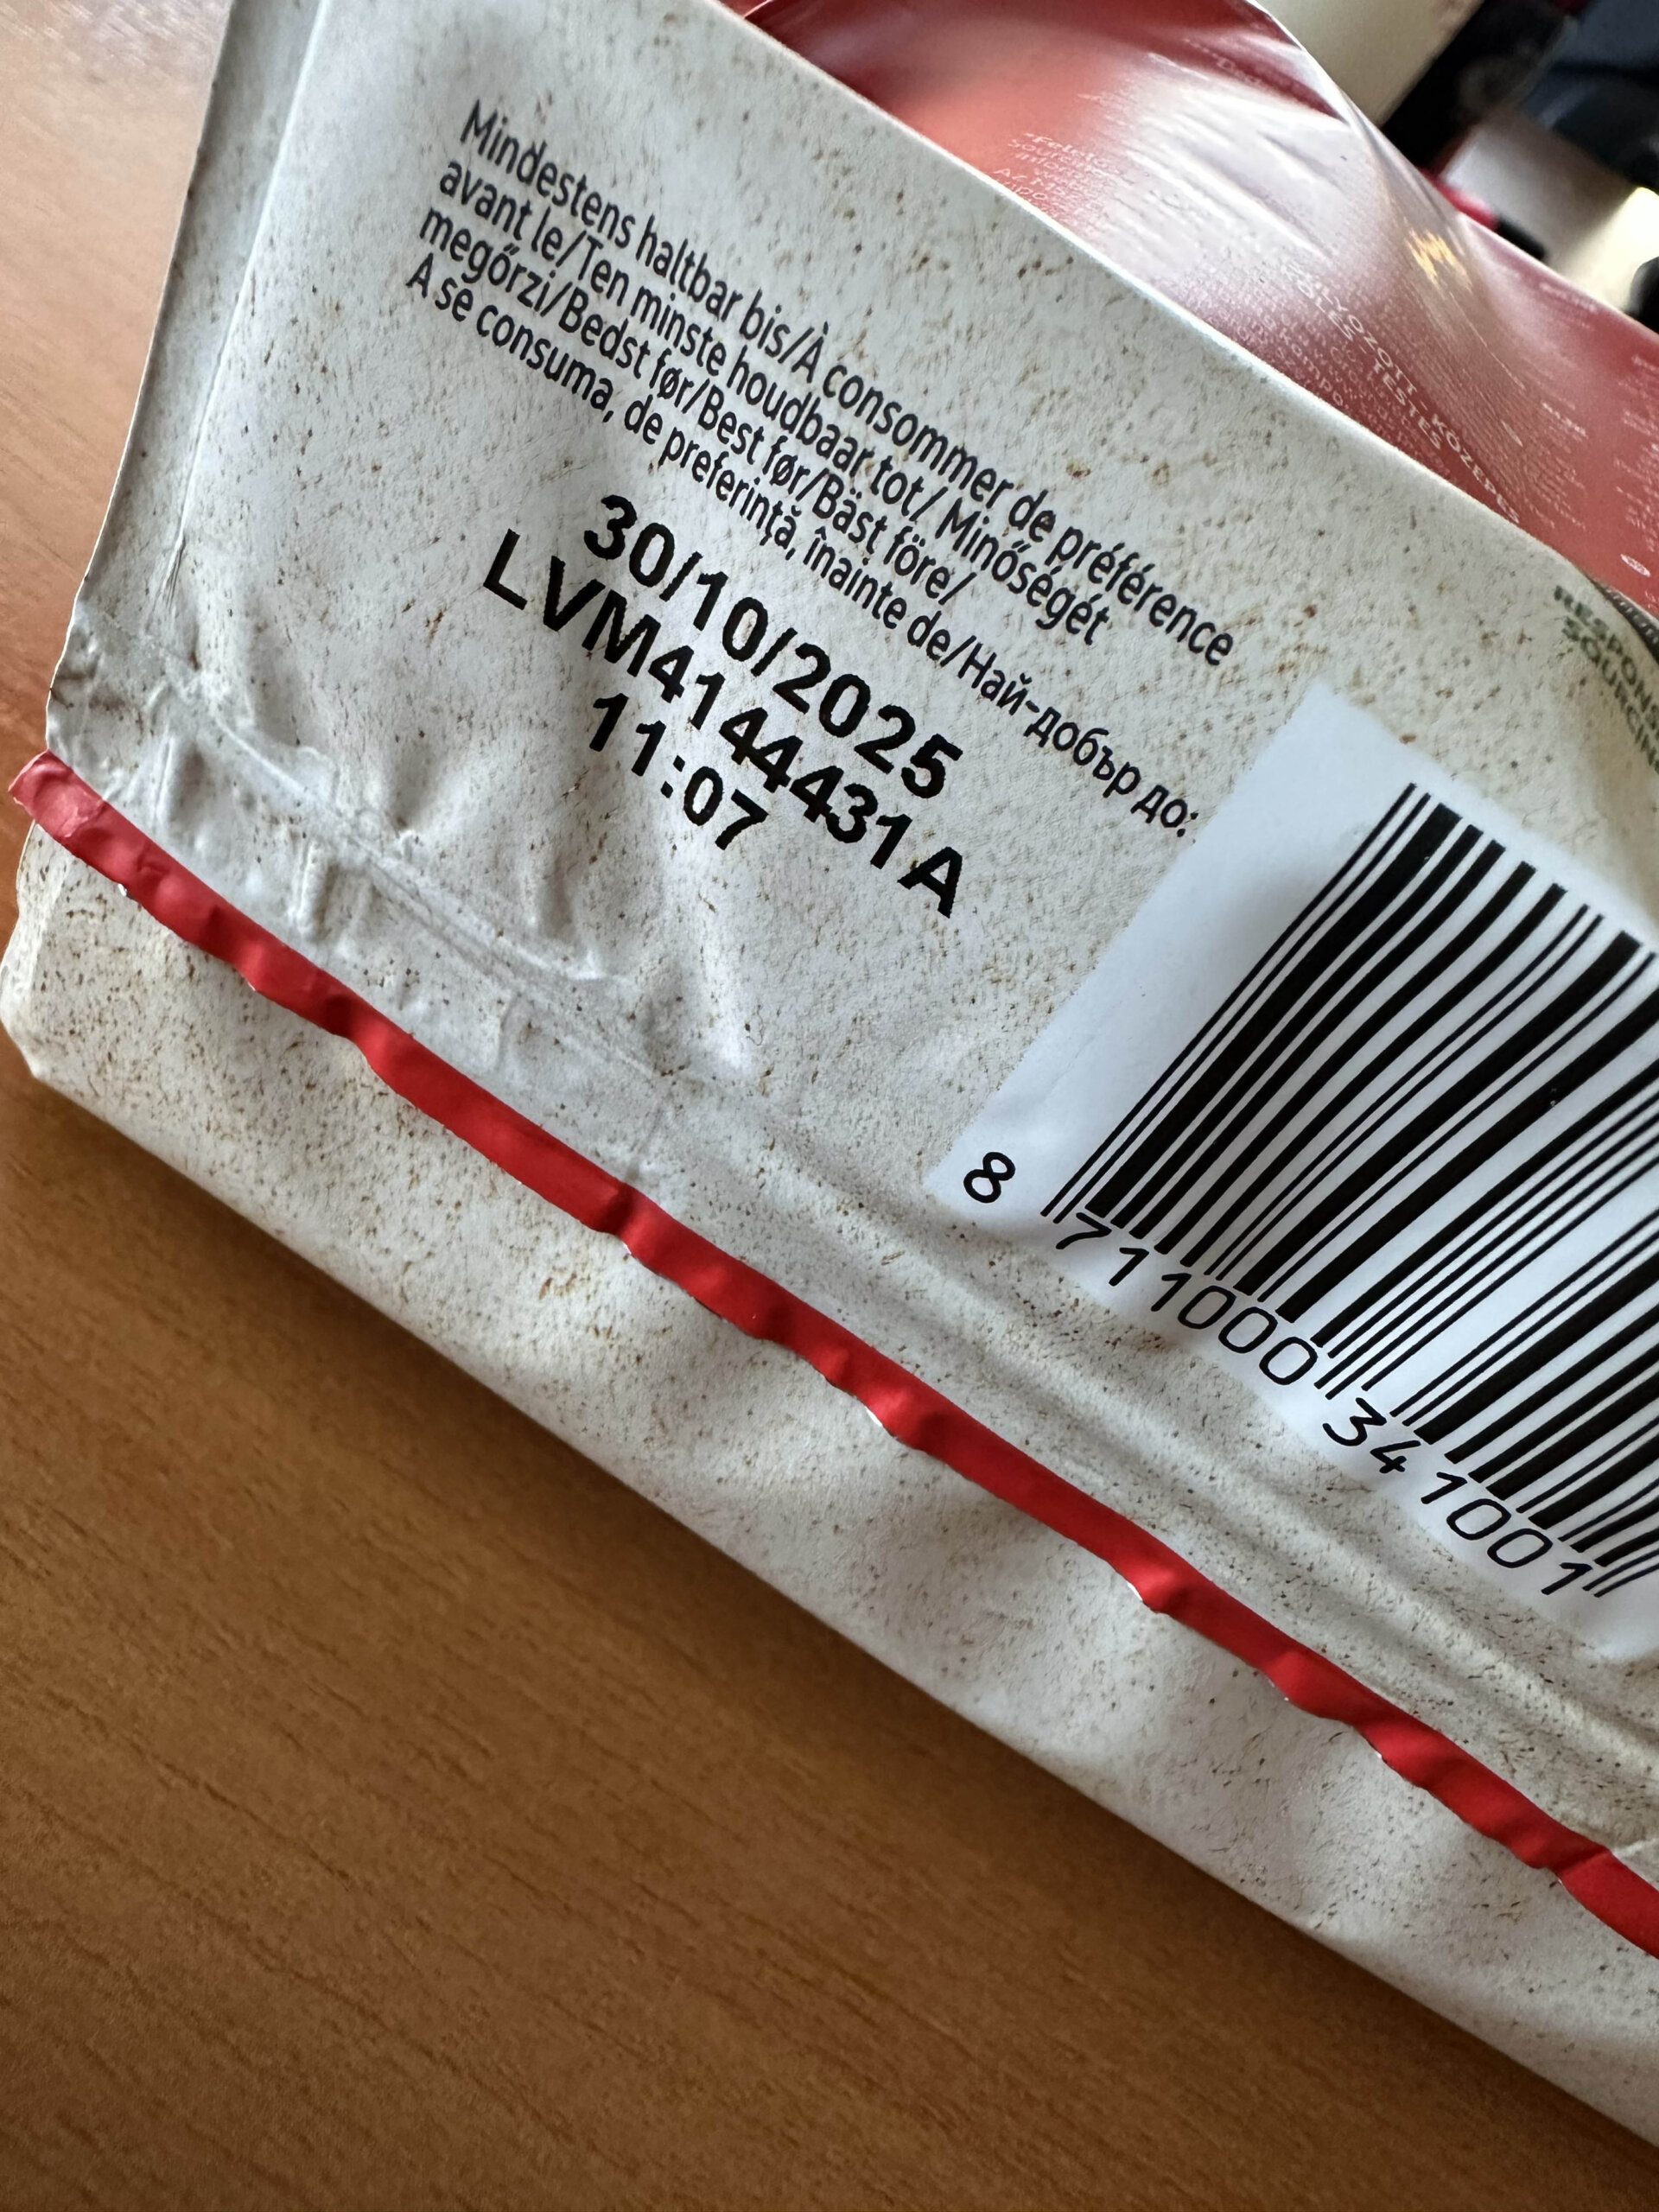 Mindestens haltbar bis/À consommer de préférence
avant le/Ten minste houdbaar tot/ Minőségét
megőrzi/Bedst før/Best før/Bäst före/
A se consuma, de preferință, înainte de/Най-добър до:
30/10/2025
LVM4144431A
11:07
8 711000 341001